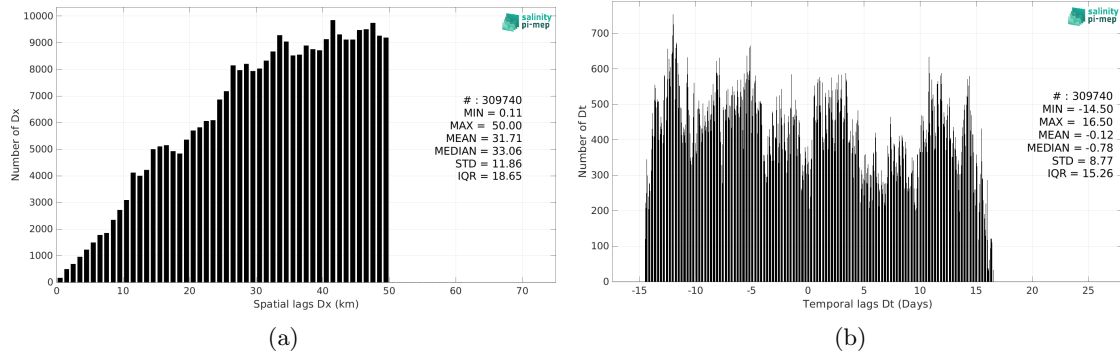 salinity
pi-mep
10000
9000
8000
7000
6000
5000
4000
3000
2000
1000
0
Number of Dx
# : 309740
MIN = 0.11
MAX = 50.00
MEAN = 31.71
MEDIAN = 33.06
STD = 11.86
IQR = 18.65
0 10 20 30 40 50 60 70
Spatial lags Dx (km)
(a)
salinity
pi-mep
700
600
500
400
300
200
100
0
Number of Dt
# : 309740
MIN = -14.50
MAX = 16.50
MEAN = -0.12
MEDIAN = -0.78
STD = 8.77
IQR = 15.26
-15 -10 -5 0 5 10 15 20 25
Temporal lags Dt (Days)
(b)